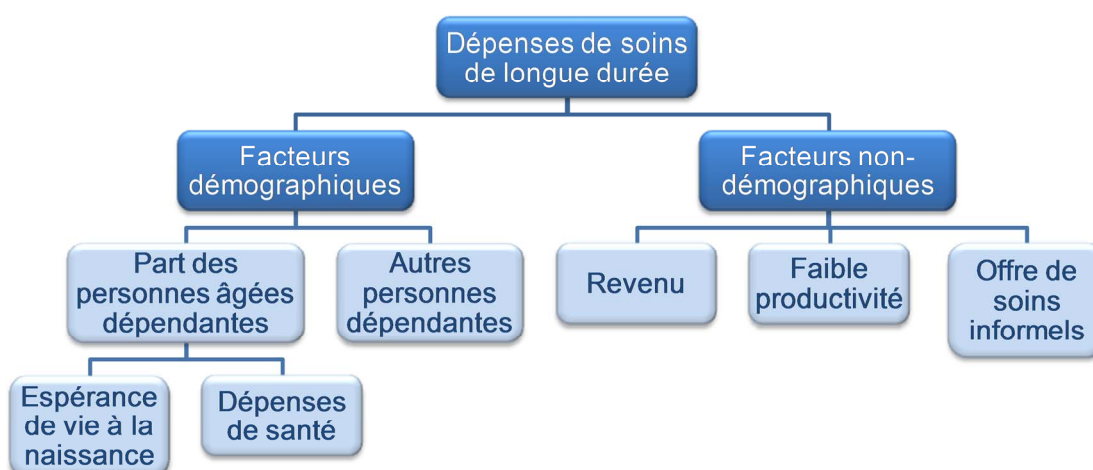 Dépenses de soins
de longue durée
Facteurs
démographiques
Facteurs non-
démographiques
Part des
personnes âgées
dépendantes
Autres
personnes
dépendantes
Revenu
Faible
productivité
Offre de
soins
informels
Espérance
de vie à la
naissance
Dépenses
de santé